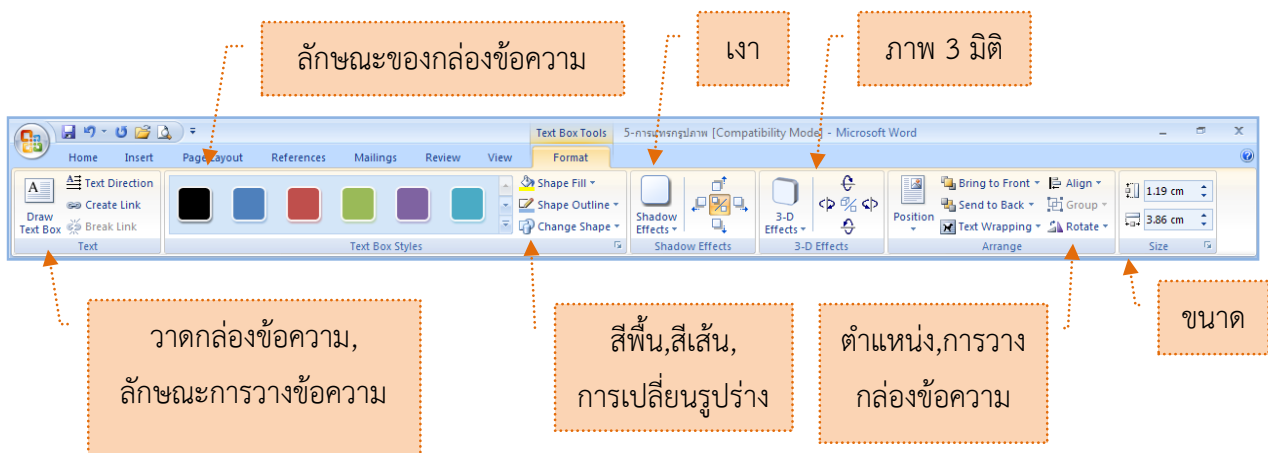 ลักษณะของกล่องข้อความ
เงา
ภาพ 3 มิติ
Text Box Tools
5-การแทรกรูปภาพ [Compatibility Mode] - Microsoft Word
Home Insert Page Layout References Mailings Review View Format
Draw
Text Box
Text Direction
Create Link
Break Link
Text
Text Box Styles
Shape Fill
Shape Outline
Change Shape
Shadow
Effects
Shadow Effects
3-D
Effects
3-D Effects
Position
Bring to Front
Send to Back
Text Wrapping
Align
Group
Rotate
Arrange
1.19 cm
3.86 cm
Size
วาดกล่องข้อความ,
ลักษณะการวางข้อความ
สีพื้น,สีเส้น,
การเปลี่ยนรูปร่าง
ตำแหน่ง,การวาง
กล่องข้อความ
ขนาด